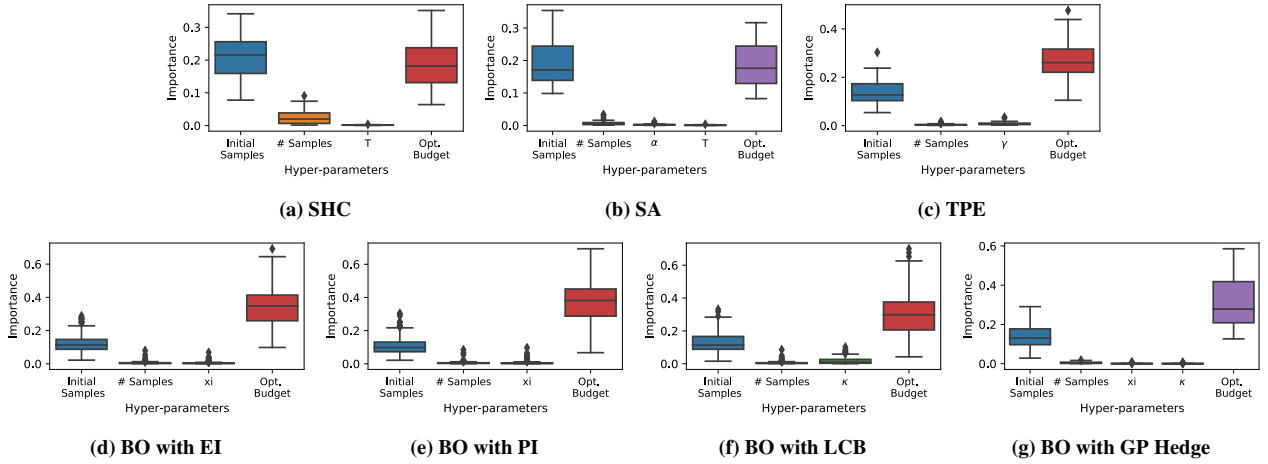 Importance
0.3
0.2
0.1
0.0
Initial
Samples
# Samples
T
Opt.
Budget
Hyper-parameters
(a) SHC
Importance
0.3
0.2
0.1
0.0
Initial
Samples
# Samples
α
T
Opt.
Budget
Hyper-parameters
(b) SA
Importance
0.4
0.2
0.0
Initial
Samples
# Samples
γ
Opt.
Budget
Hyper-parameters
(c) TPE
Importance
0.6
0.4
0.2
0.0
Initial
Samples
# Samples
xi
Opt.
Budget
Hyper-parameters
(d) BO with EI
Importance
0.6
0.4
0.2
0.0
Initial
Samples
# Samples
xi
Opt.
Budget
Hyper-parameters
(e) BO with PI
Importance
0.6
0.4
0.2
0.0
Initial
Samples
# Samples
κ
Opt.
Budget
Hyper-parameters
(f) BO with LCB
Importance
0.6
0.4
0.2
0.0
Initial
Samples
# Samples
xi
κ
Opt.
Budget
Hyper-parameters
(g) BO with GP Hedge